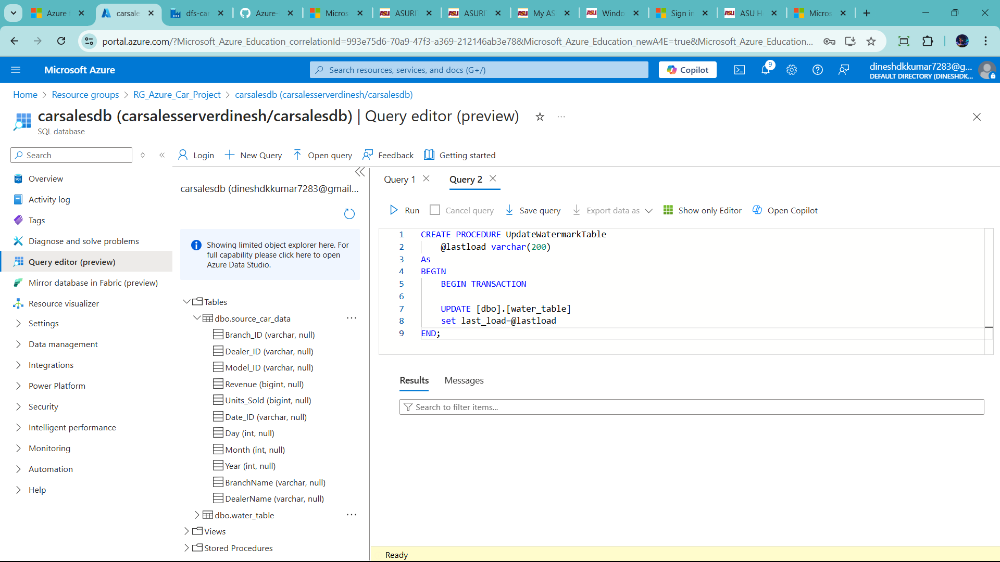 Azure f
carsale
dfs-car
Azure-
Micros
ASURI
ASURI
My AS
Windo
Sign in
ASU H
Micros
portal.azure.com/?Microsoft_Azure_Education_correlationId=993e75d6-70a9-47f3-a369-212146ab3e78&Microsoft_Azure_Education_newA4E=true&Microsoft_Azure_Education...
Microsoft Azure
Search resources, services, and docs (G+/)
Copilot
9
dineshdkkumar7283@g...
DEFAULT DIRECTORY (DINESHDK...
Home > Resource groups > RG_Azure_Car_Project > carsalesdb (carsalesserverdinesh/carsalesdb)
carsalesdb (carsalesserverdinesh/carsalesdb) | Query editor (preview)
SQL database
Search
Overview
Activity log
Tags
Diagnose and solve problems
Query editor (preview)
Mirror database in Fabric (preview)
Resource visualizer
Settings
Data management
Integrations
Power Platform
Security
Intelligent performance
Monitoring
Automation
Help
Login
New Query
Open query
Feedback
Getting started
carsalesdb (dineshdkkumar7283@gmail...
Showing limited object explorer here. For
full capability please click here to open
Azure Data Studio.
Tables
dbo.source_car_data
Branch_ID (varchar, null)
Dealer_ID (varchar, null)
Model_ID (varchar, null)
Revenue (bigint, null)
Units_Sold (bigint, null)
Date_ID (varchar, null)
Day (int, null)
Month (int, null)
Year (int, null)
BranchName (varchar, null)
DealerName (varchar, null)
dbo.water_table
Views
Stored Procedures
Query 1
Query 2
Run
Cancel query
Save query
Export data as
Show only Editor
Open Copilot
1 CREATE PROCEDURE UpdateWatermarkTable
2 @lastload varchar(200)
3 As
4 BEGIN
5 BEGIN TRANSACTION
6
7 UPDATE [dbo].[water_table]
8 set last_load=@lastload
9 END;
Results
Messages
Search to filter items...
Ready